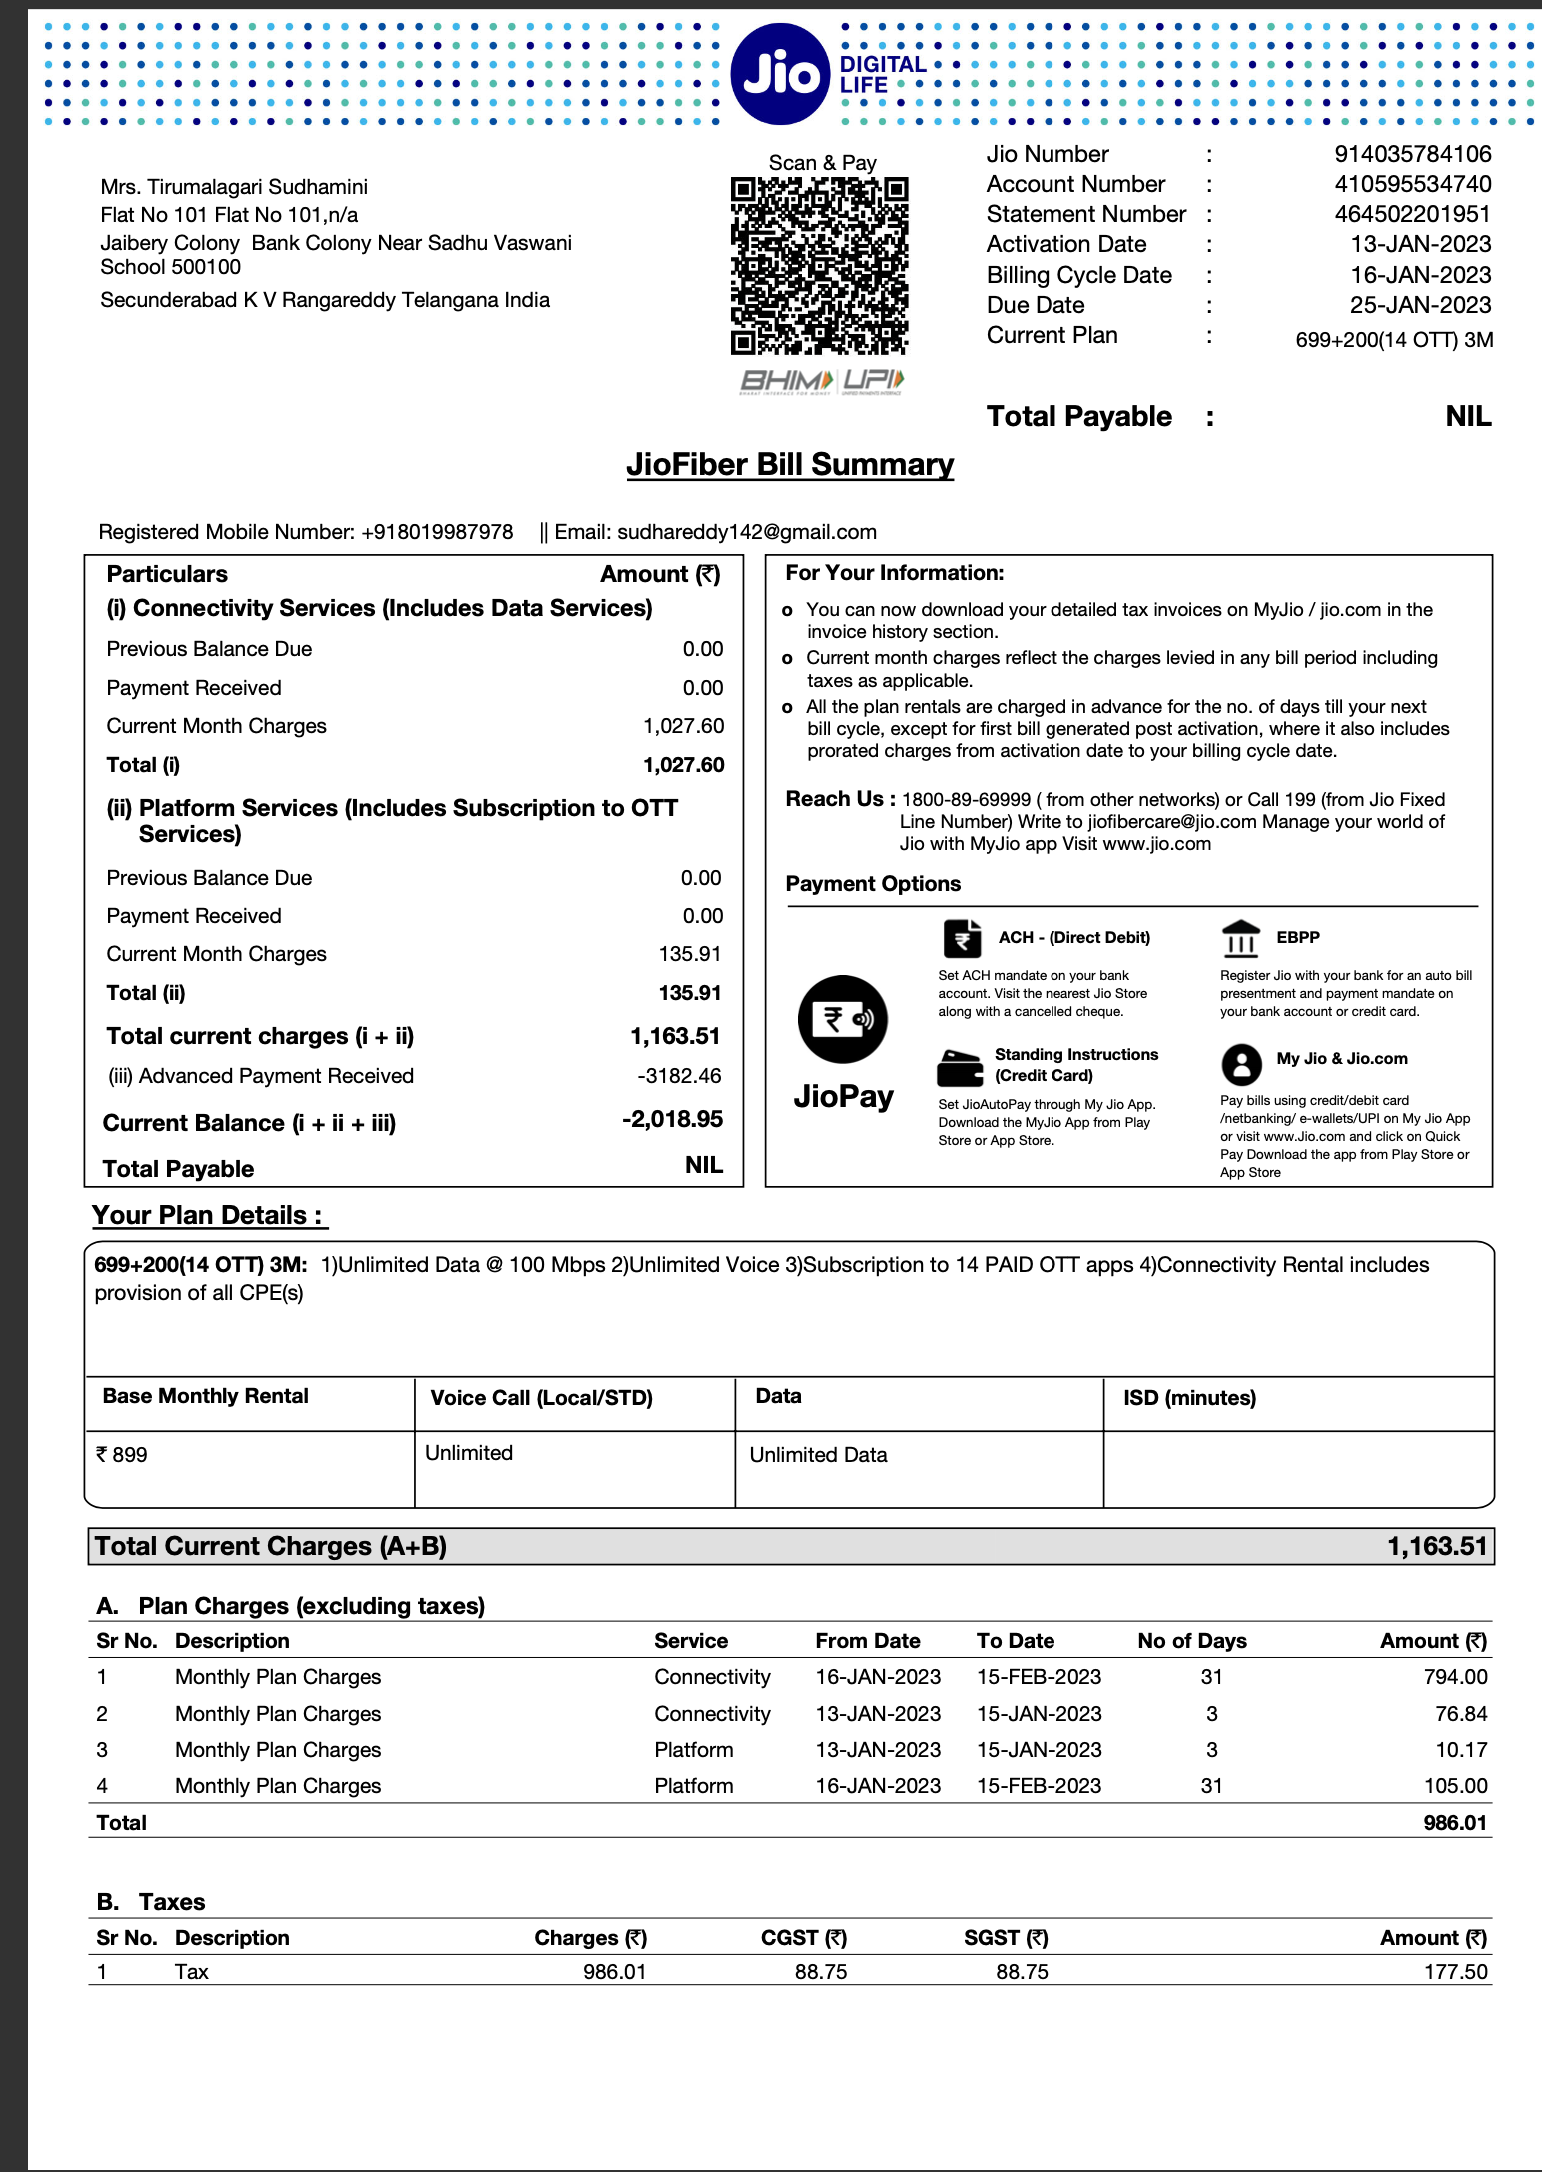 Jio DIGITAL
LIFE
Scan & Pay
Mrs. Tirumalagari Sudhamini
Flat No 101 Flat No 101,n/a
Jaibery Colony Bank Colony Near Sadhu Vaswani
School 500100
Secunderabad K V Rangareddy Telangana India
BHIM UPI
BHARAT INTERFACE FOR MONEY UNIFIED PAYMENTS INTERFACE
Jio Number : 914035784106
Account Number : 410595534740
Statement Number : 464502201951
Activation Date : 13-JAN-2023
Billing Cycle Date : 16-JAN-2023
Due Date : 25-JAN-2023
Current Plan : 699+200(14 OTT) 3M
Total Payable : NIL
JioFiber Bill Summary
Registered Mobile Number: +918019987978 || Email: sudhareddy142@gmail.com
Particulars Amount (₹)
(i) Connectivity Services (Includes Data Services)
Previous Balance Due 0.00
Payment Received 0.00
Current Month Charges 1,027.60
Total (i) 1,027.60
(ii) Platform Services (Includes Subscription to OTT
Services)
Previous Balance Due 0.00
Payment Received 0.00
Current Month Charges 135.91
Total (ii) 135.91
Total current charges (i + ii) 1,163.51
(iii) Advanced Payment Received -3182.46
Current Balance (i + ii + iii) -2,018.95
Total Payable NIL
For Your Information:
o You can now download your detailed tax invoices on MyJio / jio.com in the
invoice history section.
o Current month charges reflect the charges levied in any bill period including
taxes as applicable.
o All the plan rentals are charged in advance for the no. of days till your next
bill cycle, except for first bill generated post activation, where it also includes
prorated charges from activation date to your billing cycle date.
Reach Us : 1800-89-69999 ( from other networks) or Call 199 (from Jio Fixed
Line Number) Write to jiofibercare@jio.com Manage your world of
Jio with MyJio app Visit www.jio.com
Payment Options
JioPay
ACH - (Direct Debit)
Set ACH mandate on your bank
account. Visit the nearest Jio Store
along with a cancelled cheque.
EBPP
Register Jio with your bank for an auto bill
presentment and payment mandate on
your bank account or credit card.
Standing Instructions
(Credit Card)
Set JioAutoPay through My Jio App.
Download the MyJio App from Play
Store or App Store.
My Jio & Jio.com
Pay bills using credit/debit card
/netbanking/ e-wallets/UPI on My Jio App
or visit www.Jio.com and click on Quick
Pay Download the app from Play Store or
App Store
Your Plan Details :
699+200(14 OTT) 3M: 1)Unlimited Data @ 100 Mbps 2)Unlimited Voice 3)Subscription to 14 PAID OTT apps 4)Connectivity Rental includes
provision of all CPE(s)
Base Monthly Rental Voice Call (Local/STD) Data ISD (minutes)
₹ 899 Unlimited Unlimited Data
Total Current Charges (A+B) 1,163.51
A. Plan Charges (excluding taxes)
Sr No. Description Service From Date To Date No of Days Amount (₹)
1 Monthly Plan Charges Connectivity 16-JAN-2023 15-FEB-2023 31 794.00
2 Monthly Plan Charges Connectivity 13-JAN-2023 15-JAN-2023 3 76.84
3 Monthly Plan Charges Platform 13-JAN-2023 15-JAN-2023 3 10.17
4 Monthly Plan Charges Platform 16-JAN-2023 15-FEB-2023 31 105.00
Total 986.01
B. Taxes
Sr No. Description Charges (₹) CGST (₹) SGST (₹) Amount (₹)
1 Tax 986.01 88.75 88.75 177.50